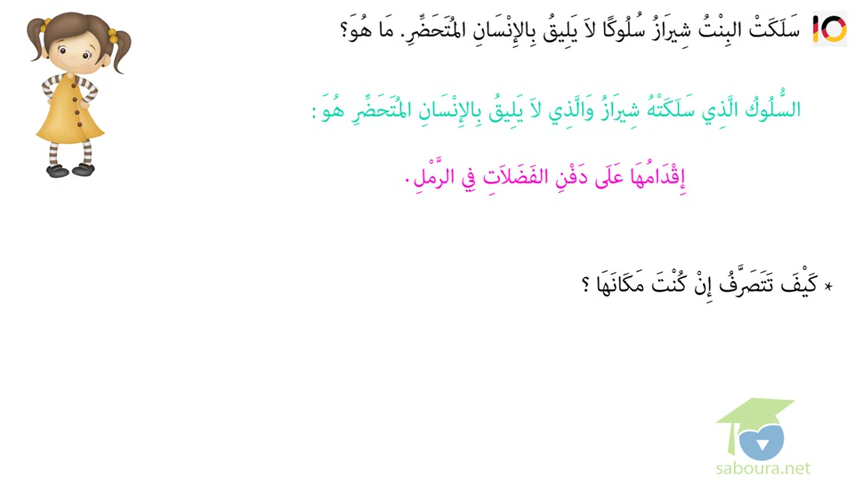 10 سَلَكَتْ البِنْتُ شِيرَازُ سُلُوكًا لاَ يَلِيقُ بِالإِنْسَانِ المُتَحَضِّرِ. مَا هُوَ؟
السُّلُوكُ الَّذِي سَلَكَتْهُ شِيرَازُ وَالَّذِي لاَ يَلِيقُ بِالإِنْسَانِ المُتَحَضِّرِ هُوَ:
إِقْدَامُهَا عَلَى دَفْنِ الفَضَلاَتِ فِي الرَّمْلِ.
* كَيْفَ تَتَصَرَّفُ إِنْ كُنْتَ مَكَانَهَا ؟
saboura.net